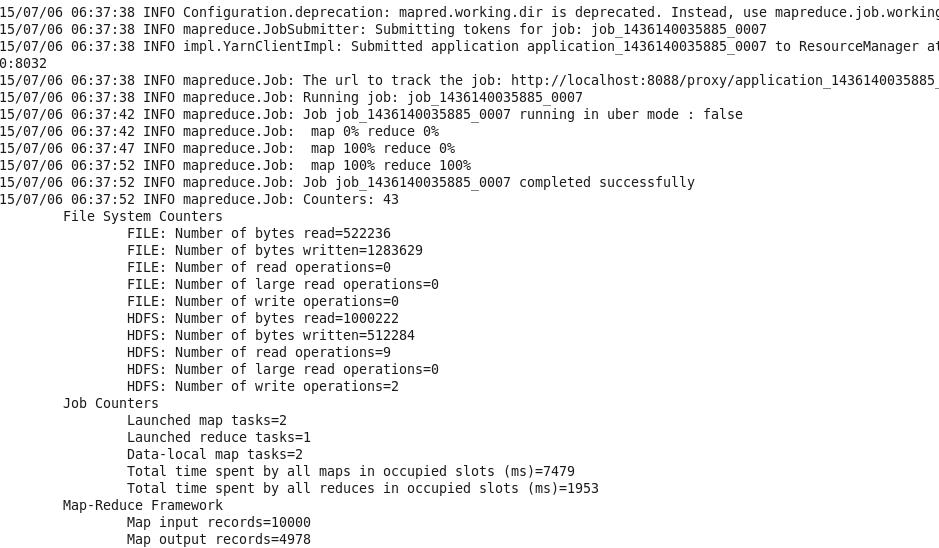 15/07/06 06:37:38 INFO Configuration.deprecation: mapred.working.dir is deprecated. Instead, use mapreduce.job.working
15/07/06 06:37:38 INFO mapreduce.JobSubmitter: Submitting tokens for job: job_1436140035885_0007
15/07/06 06:37:38 INFO impl.YarnClientImpl: Submitted application application_1436140035885_0007 to ResourceManager at
0:8032
15/07/06 06:37:38 INFO mapreduce.Job: The url to track the job: http://localhost:8088/proxy/application_1436140035885_
15/07/06 06:37:38 INFO mapreduce.Job: Running job: job_1436140035885_0007
15/07/06 06:37:42 INFO mapreduce.Job: Job job_1436140035885_0007 running in uber mode : false
15/07/06 06:37:42 INFO mapreduce.Job:  map 0% reduce 0%
15/07/06 06:37:47 INFO mapreduce.Job:  map 100% reduce 0%
15/07/06 06:37:52 INFO mapreduce.Job:  map 100% reduce 100%
15/07/06 06:37:52 INFO mapreduce.Job: Job job_1436140035885_0007 completed successfully
15/07/06 06:37:52 INFO mapreduce.Job: Counters: 43
File System Counters
FILE: Number of bytes read=522236
FILE: Number of bytes written=1283629
FILE: Number of read operations=0
FILE: Number of large read operations=0
FILE: Number of write operations=0
HDFS: Number of bytes read=1000222
HDFS: Number of bytes written=512284
HDFS: Number of read operations=9
HDFS: Number of large read operations=0
HDFS: Number of write operations=2
Job Counters
Launched map tasks=2
Launched reduce tasks=1
Data-local map tasks=2
Total time spent by all maps in occupied slots (ms)=7479
Total time spent by all reduces in occupied slots (ms)=1953
Map-Reduce Framework
Map input records=10000
Map output records=4978